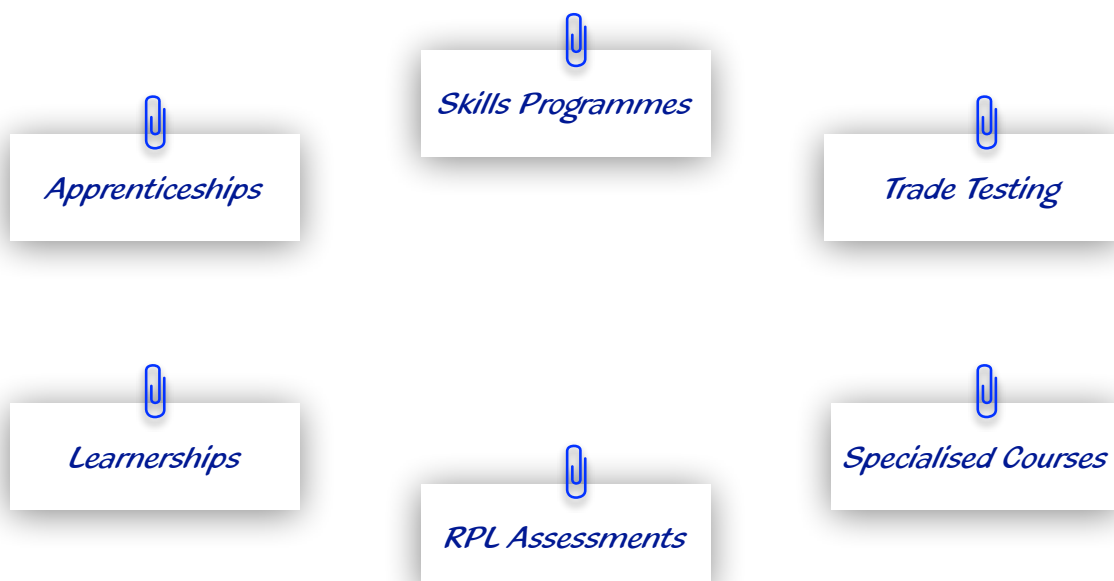 Skills Programmes
Apprenticeships
Trade Testing
Learnerships
Specialised Courses
RPL Assessments